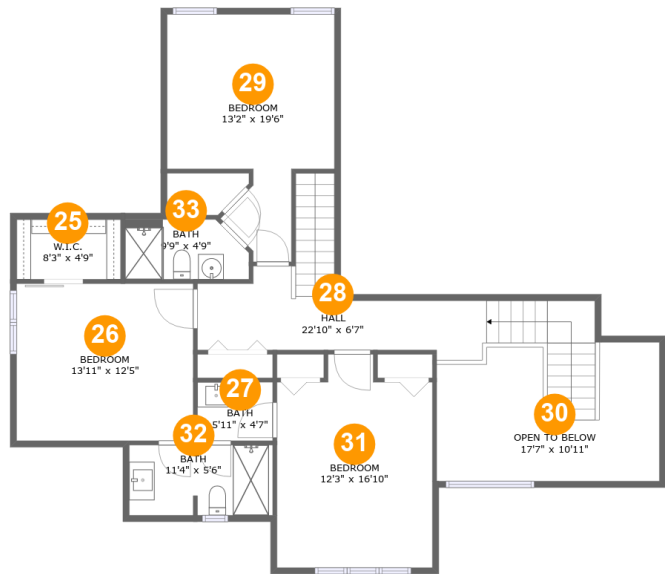 29
BEDROOM
13'2" x 19'6"
25
W.I.C.
8'3" x 4'9"
33
BATH
9'9" x 4'9"
28
HALL
22'10" x 6'7"
26
BEDROOM
13'11" x 12'5"
27
BATH
5'11" x 4'7"
30
OPEN TO BELOW
17'7" x 10'11"
32
BATH
11'4" x 5'6"
31
BEDROOM
12'3" x 16'10"